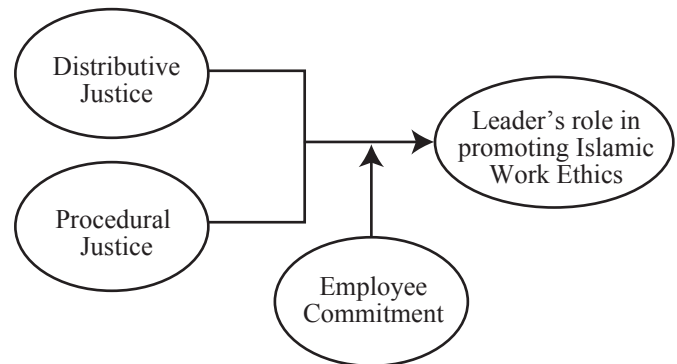 Distributive
Justice
Leader’s role in
promoting Islamic
Work Ethics
Procedural
Justice
Employee
Commitment